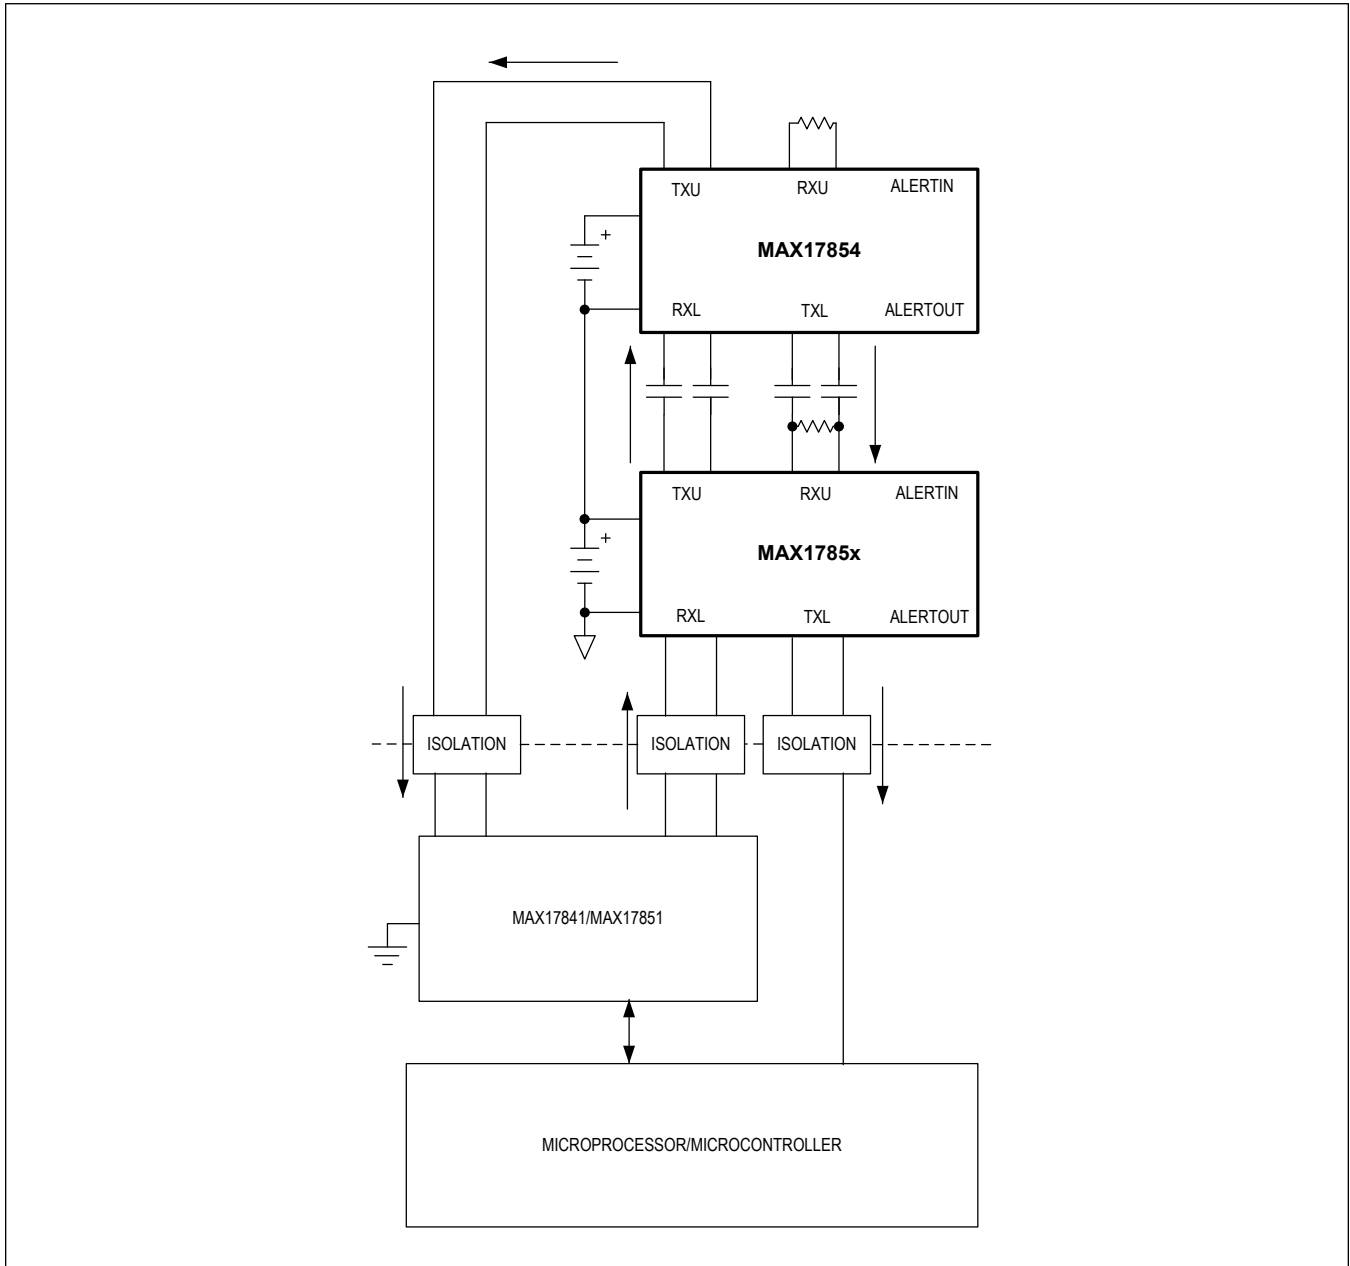 TXU RXU ALERTIN
MAX17854
+
RXL TXL ALERTOUT
TXU RXU ALERTIN
+
MAX1785x
RXL TXL ALERTOUT
ISOLATION ISOLATION ISOLATION
MAX17841/MAX17851
MICROPROCESSOR/MICROCONTROLLER